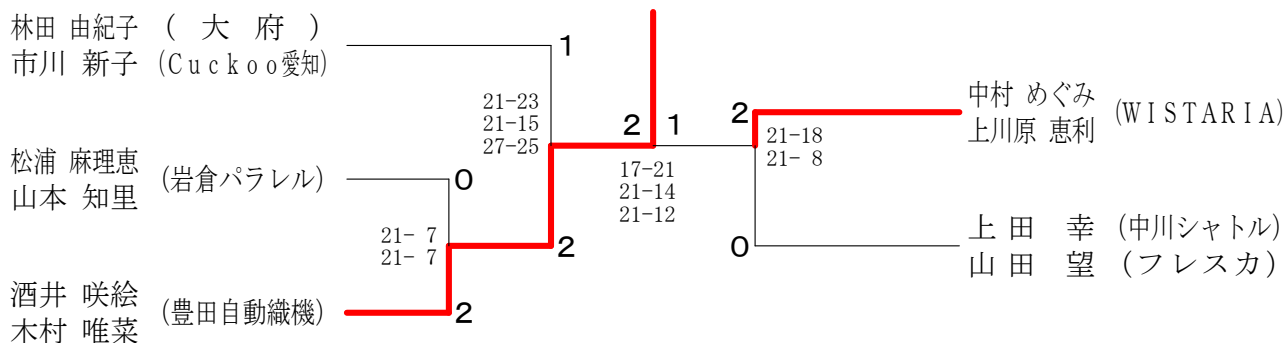 林田 由紀子 (大府)
市川 新子 (Cuckoo愛知)
1
21-23
21-15
27-25
松浦 麻理恵
山本 知里
(岩倉パラレル)
0
21- 7
21- 7
2
酒井 咲絵
木村 唯菜
(豊田自動織機)
2
2
1
17-21
21-14
21-12
2
21-18
21- 8
中村 めぐみ
上川原 恵利
(WISTARIA)
0
上田 幸 (中川シャトル)
山田 望 (フレスカ)